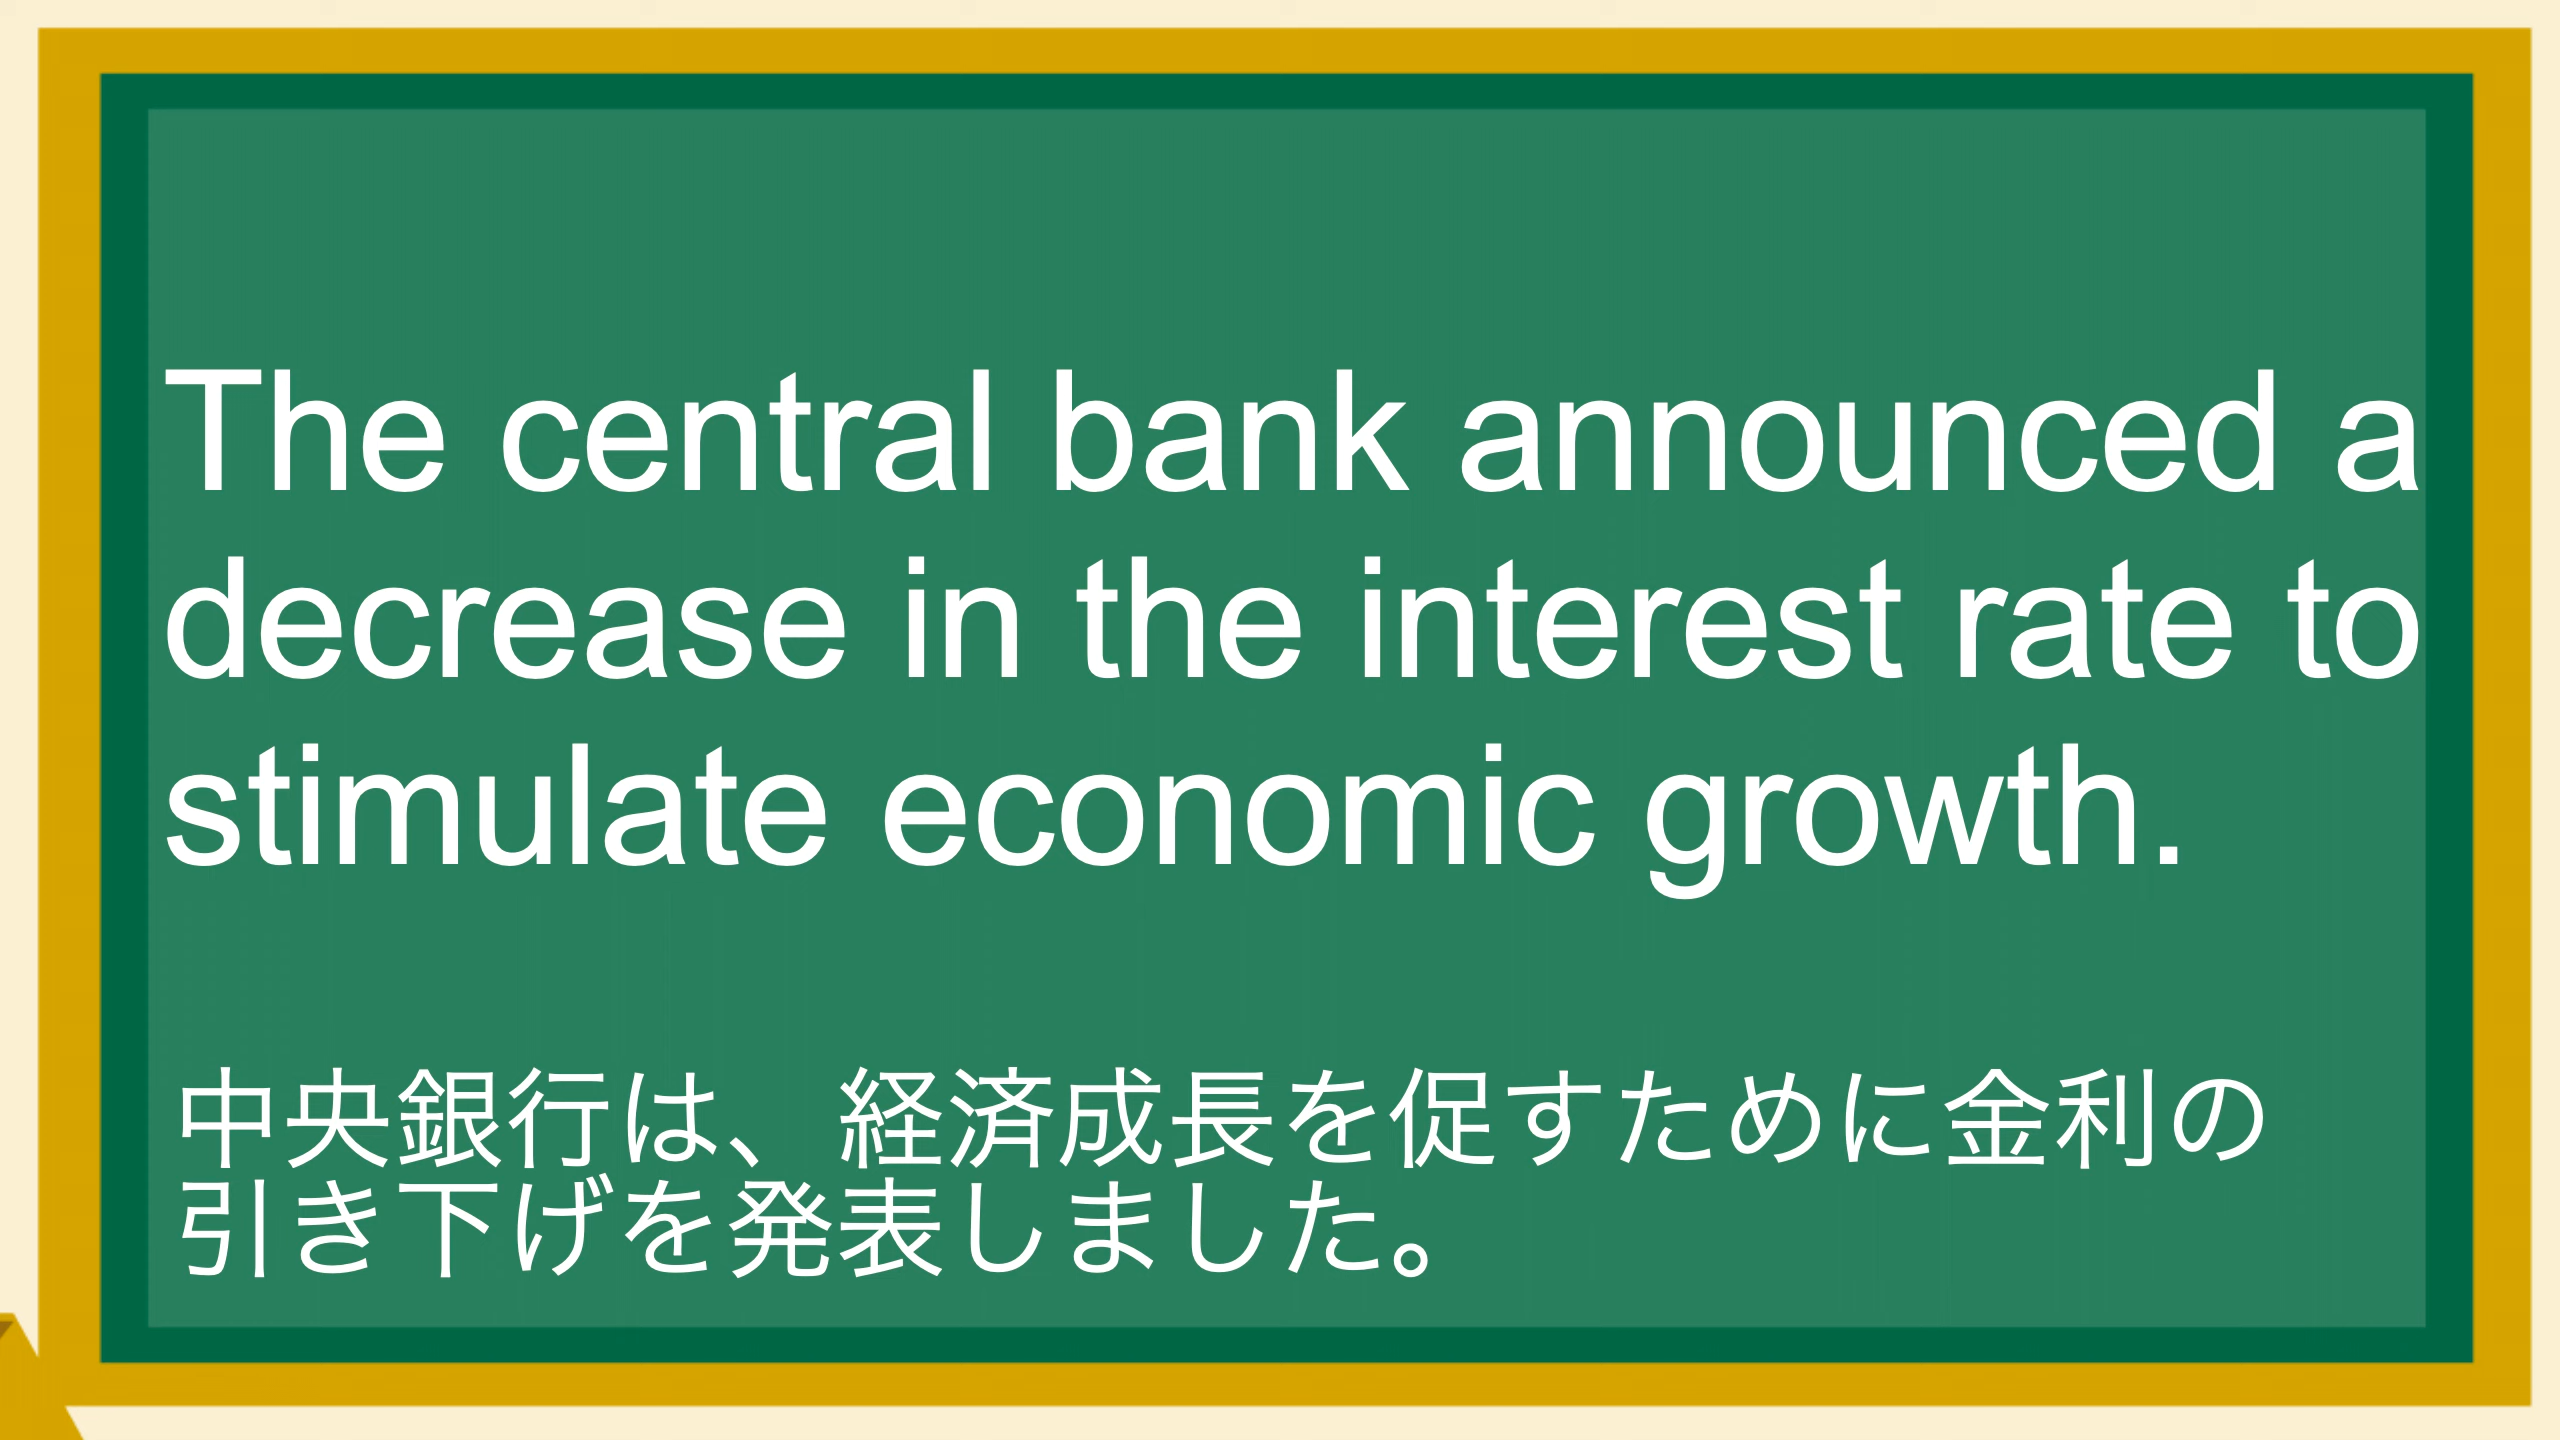 The central bank announced a
decrease in the interest rate to
stimulate economic growth.
中央銀行は、経済成長を促すために金利の
引き下げを発表しました。